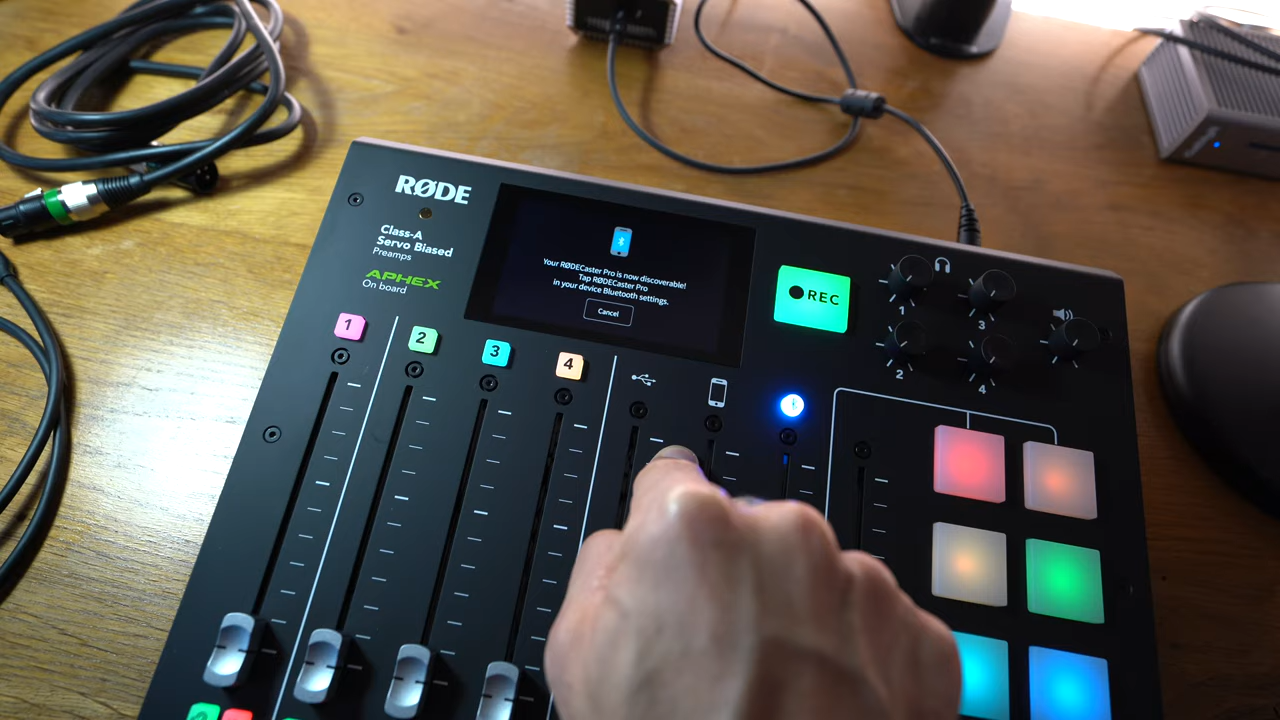 RØDE
Class-A
Servo Biased
Preamps
APHEX
On board
Your RØDECaster Pro is now discoverable!
Tap RØDECaster Pro
in your device Bluetooth settings.
Cancel
REC
1
2
3
4
1
3
2
4